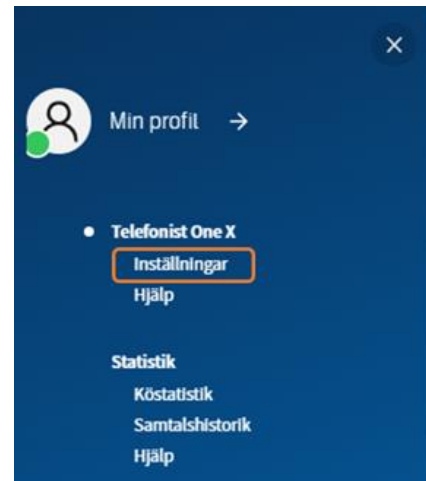 Min profil
Telefonist One X
Inställningar
Hjälp
Statistik
Köstatistik
Samtalshistorik
Hjälp